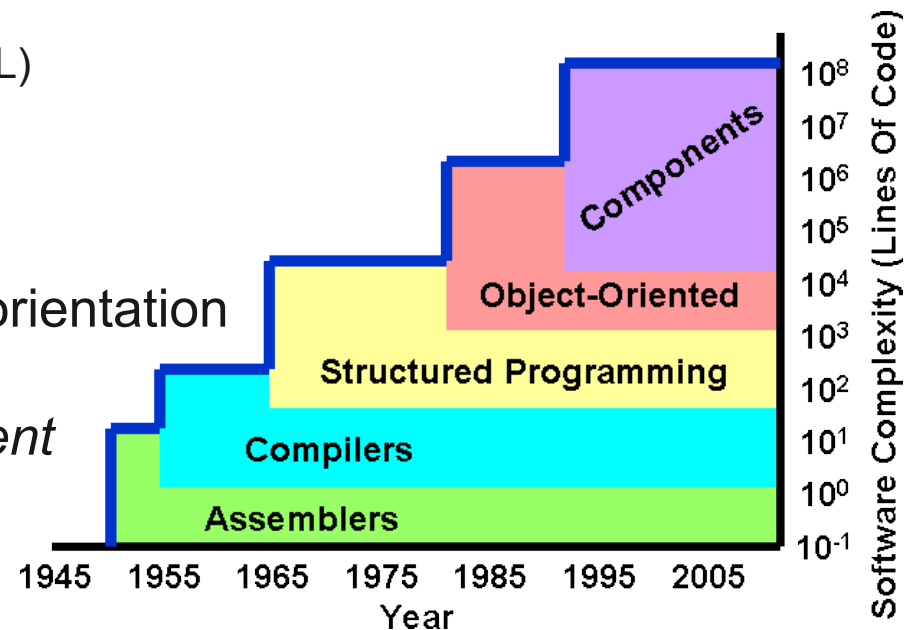 L)
orientation
ent
Components
Object-Oriented
Structured Programming
Compilers
Assemblers
10⁸
10⁷
10⁶
10⁵
10⁴
10³
10²
10¹
10⁰
10⁻¹
Software Complexity (Lines Of Code)
1945 1955 1965 1975 1985 1995 2005
Year